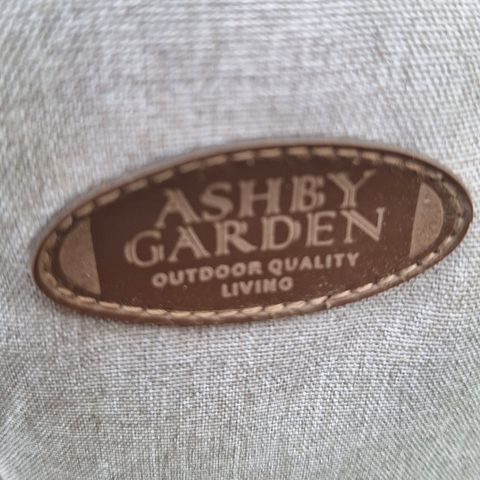 ASHBY
GARDEN
OUTDOOR QUALITY
LIVING